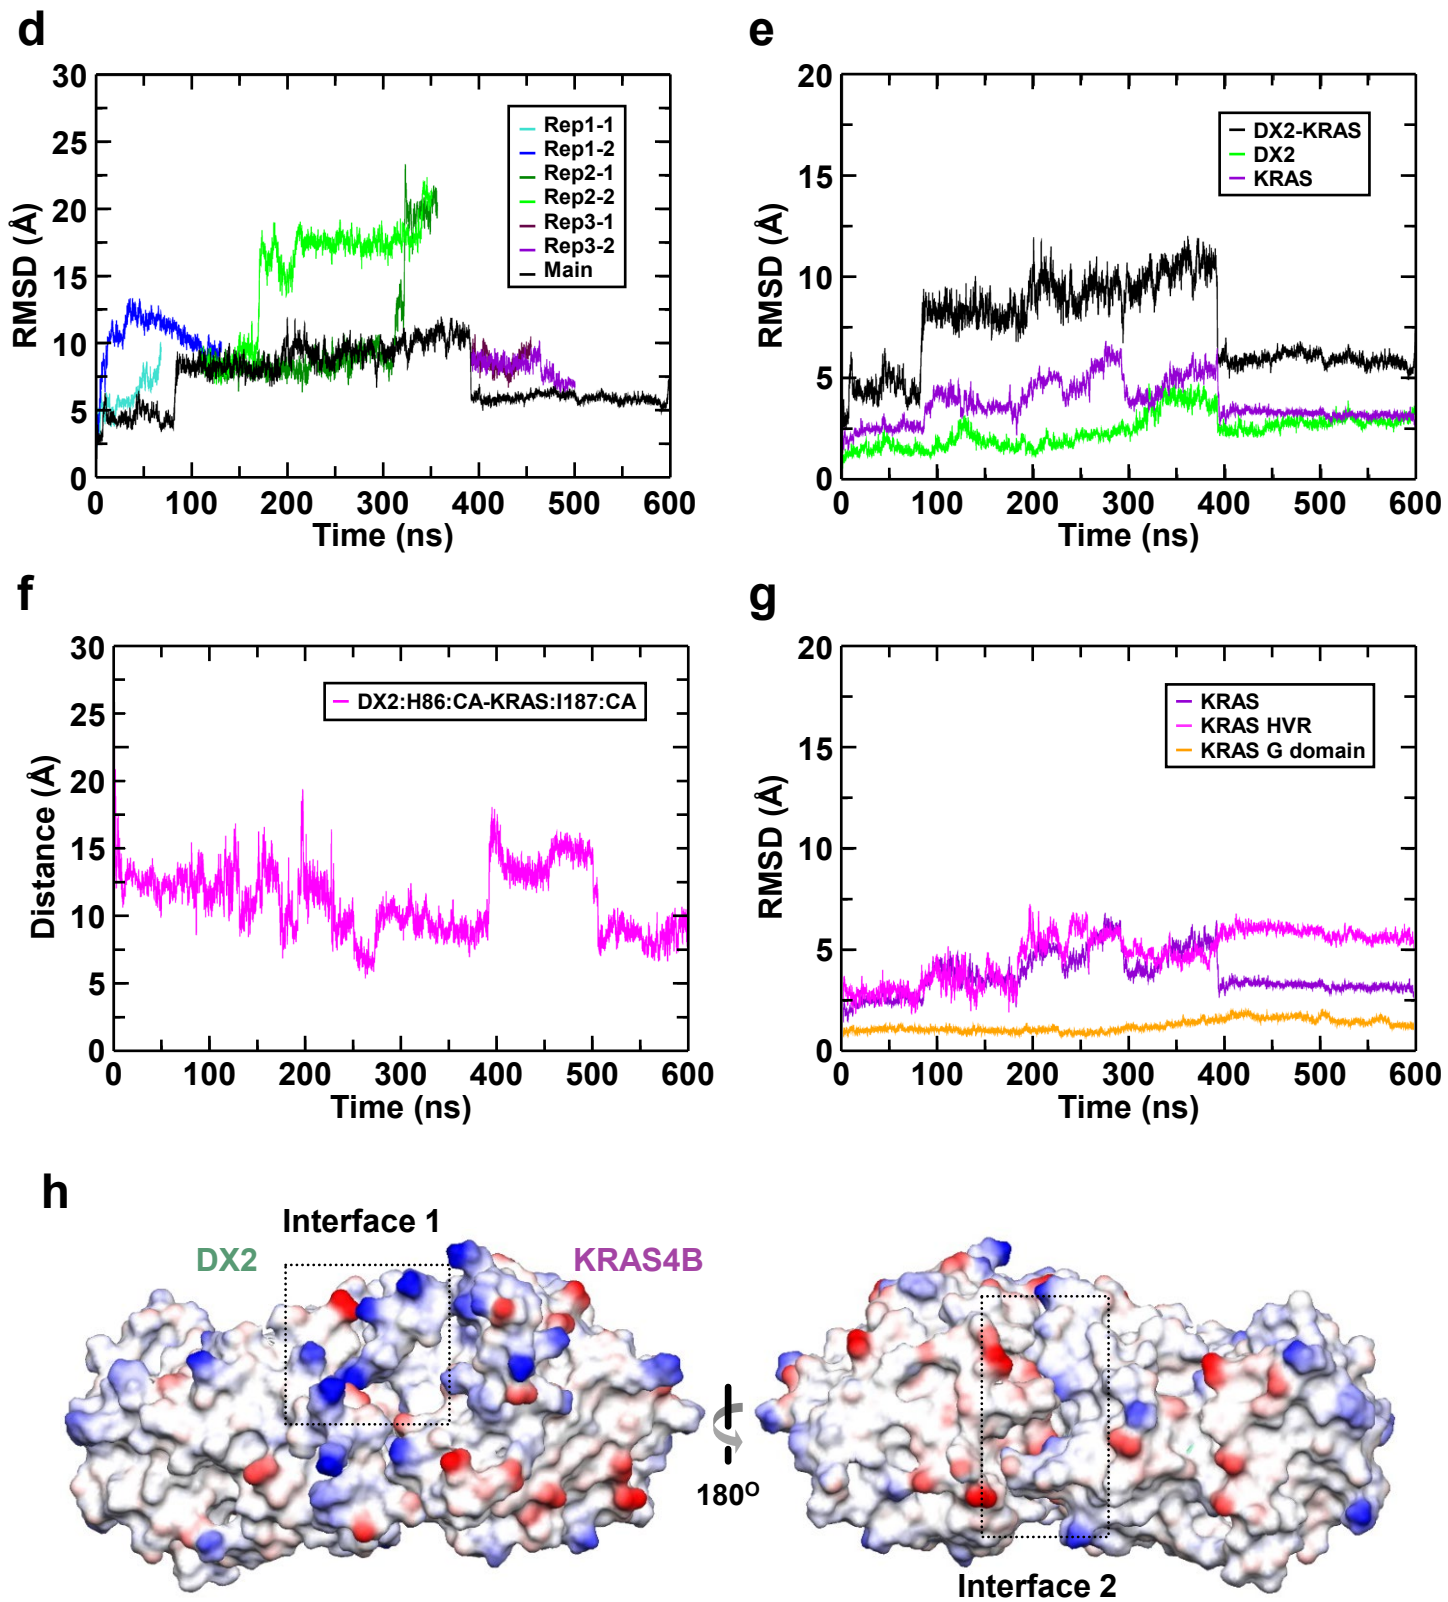 d
30
25
20
15
10
5
0
RMSD (Å)
Rep1-1
Rep1-2
Rep2-1
Rep2-2
Rep3-1
Rep3-2
Main
0 100 200 300 400 500 600
Time (ns)
e
20
15
10
5
0
RMSD (Å)
DX2-KRAS
DX2
KRAS
0 100 200 300 400 500 600
Time (ns)
f
30
25
20
15
10
5
0
Distance (Å)
DX2:H86:CA-KRAS:I187:CA
0 100 200 300 400 500 600
Time (ns)
g
20
15
10
5
0
RMSD (Å)
KRAS
KRAS HVR
KRAS G domain
0 100 200 300 400 500 600
Time (ns)
h
Interface 1
DX2
KRAS4B
180O
Interface 2